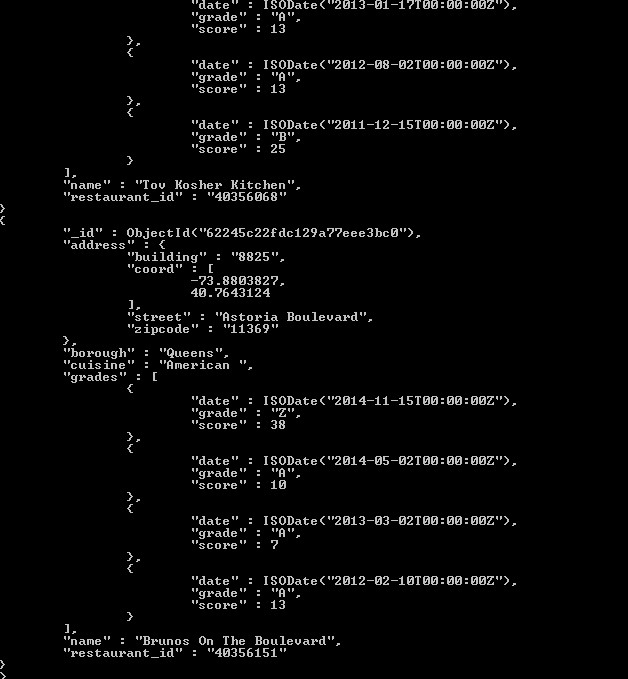 "date" : ISODate("2013-01-17T00:00:00Z"),
"grade" : "A",
"score" : 13
},
{
"date" : ISODate("2012-08-02T00:00:00Z"),
"grade" : "A",
"score" : 13
},
{
"date" : ISODate("2011-12-15T00:00:00Z"),
"grade" : "B",
"score" : 25
}
],
"name" : "Tov Kosher Kitchen",
"restaurant_id" : "40356068"
}
{
"_id" : ObjectId("62245c22fdc129a77eee3bc0"),
"address" : {
"building" : "8825",
"coord" : [
-73.8803827,
40.7643124
],
"street" : "Astoria Boulevard",
"zipcode" : "11369"
},
"borough" : "Queens",
"cuisine" : "American ",
"grades" : [
{
"date" : ISODate("2014-11-15T00:00:00Z"),
"grade" : "Z",
"score" : 38
},
{
"date" : ISODate("2014-05-02T00:00:00Z"),
"grade" : "A",
"score" : 10
},
{
"date" : ISODate("2013-03-02T00:00:00Z"),
"grade" : "A",
"score" : 7
},
{
"date" : ISODate("2012-02-10T00:00:00Z"),
"grade" : "A",
"score" : 13
}
],
"name" : "Brunos On The Boulevard",
"restaurant_id" : "40356151"
}
>